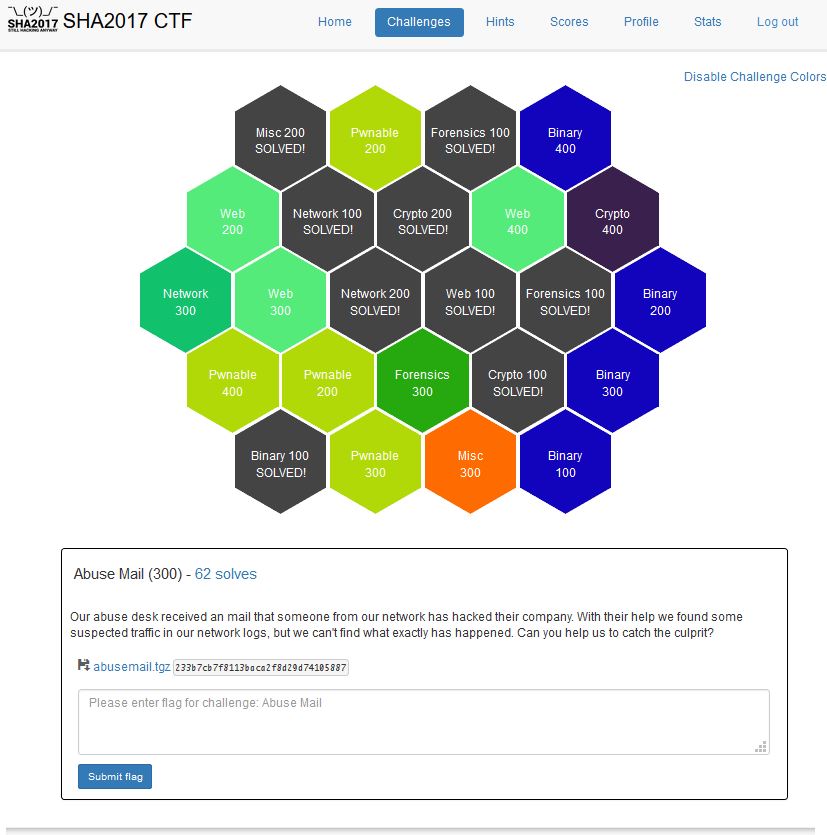 ¯\_(ツ)_/¯
SHA2017
STILL HACKING ANYWAY
SHA2017 CTF
Home
Challenges
Hints
Scores
Profile
Stats
Log out
Disable Challenge Colors
Misc 200
SOLVED!
Pwnable
200
Forensics 100
SOLVED!
Binary
400
Web
200
Network 100
SOLVED!
Crypto 200
SOLVED!
Web
400
Crypto
400
Network
300
Web
300
Network 200
SOLVED!
Web 100
SOLVED!
Forensics 100
SOLVED!
Binary
200
Pwnable
400
Pwnable
200
Forensics
300
Crypto 100
SOLVED!
Binary
300
Binary 100
SOLVED!
Pwnable
300
Misc
300
Binary
100
Abuse Mail (300) - 62 solves
Our abuse desk received an mail that someone from our network has hacked their company. With their help we found some
suspected traffic in our network logs, but we can't find what exactly has happened. Can you help us to catch the culprit?
abusemail.tgz 233b7cb7f8113baca2f8d29d74105887
Please enter flag for challenge: Abuse Mail
Submit flag